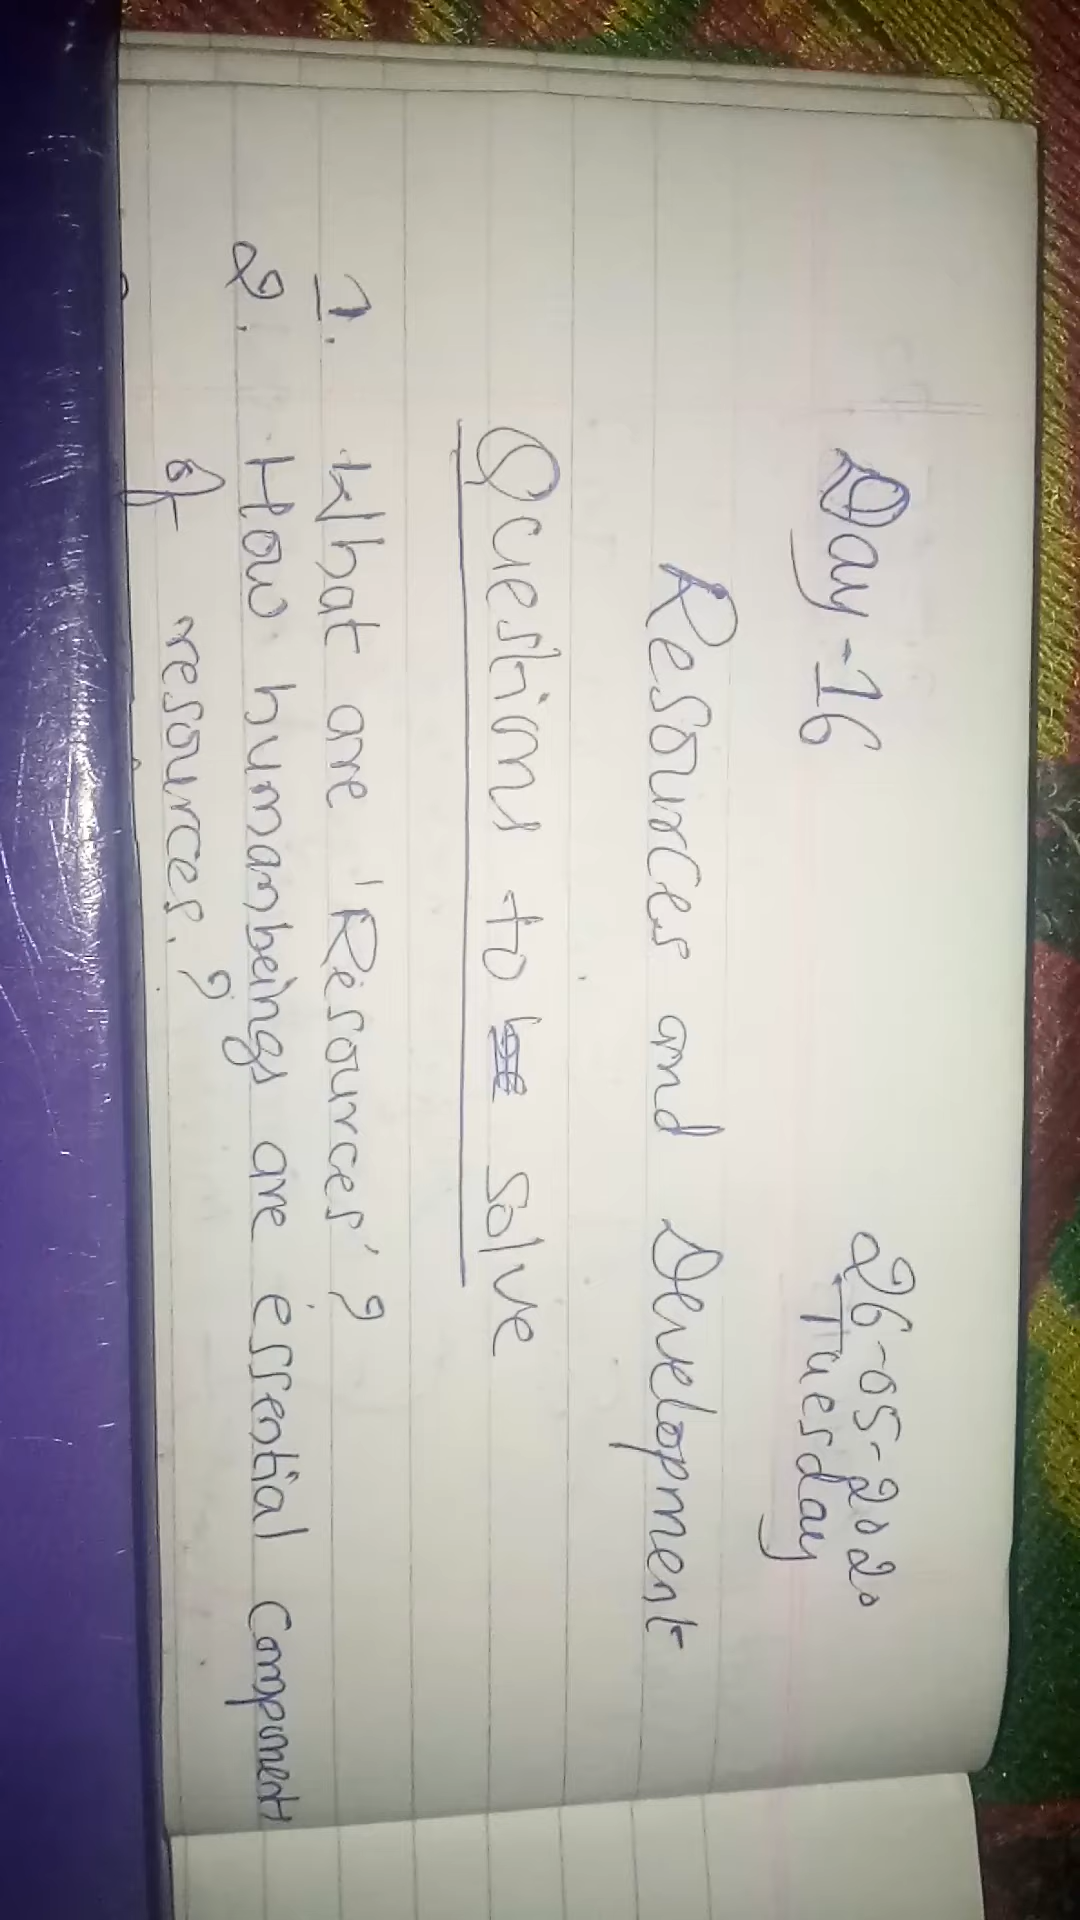 Day-16
26-05-2020
Tuesday
Resources and Development
Questions to solve
1. What are 'Resources'?
2. How humanbeings are essential components
of resources.?